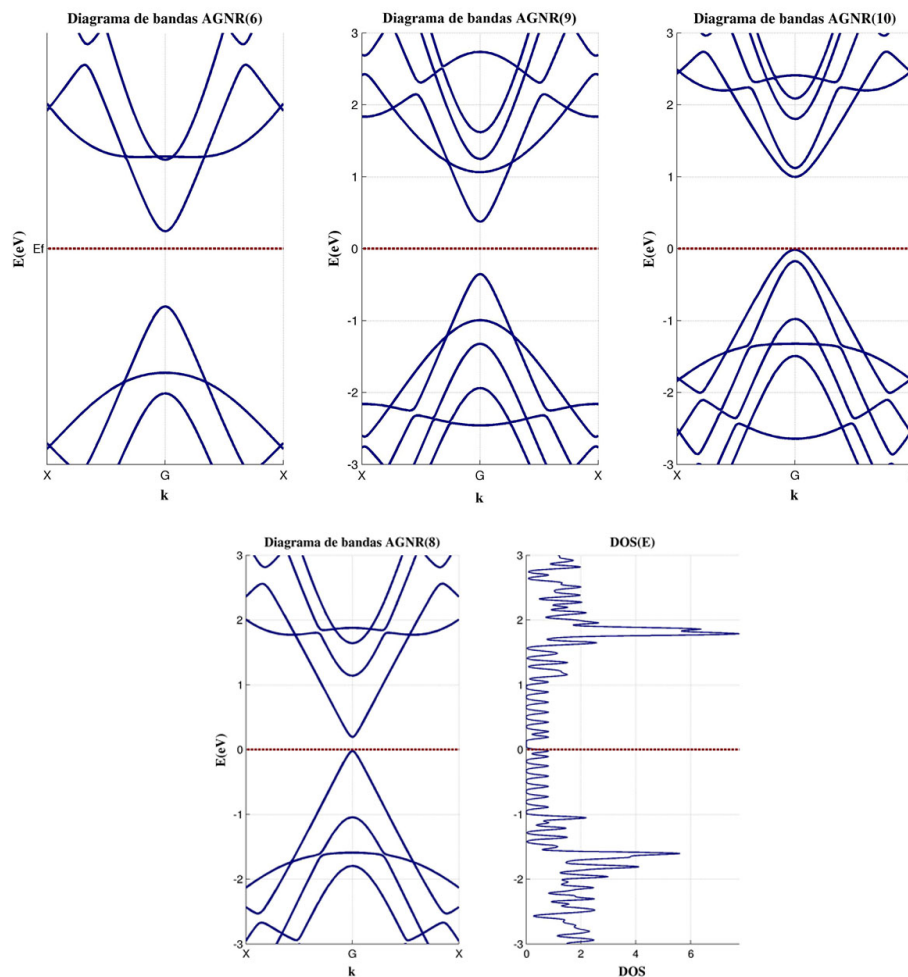 Diagrama de bandas AGNR(6)
E(eV)
Ef
X G X
k
Diagrama de bandas AGNR(9)
E(eV)
3
2
1
0
-1
-2
-3
X G X
k
Diagrama de bandas AGNR(10)
E(eV)
3
2
1
0
-1
-2
-3
X G
k
Diagrama de bandas AGNR(8)
E(eV)
3
2
1
0
-1
-2
-3
X G X
k
DOS(E)
3
2
1
0
-1
-2
-3
0 2 4 6
DOS